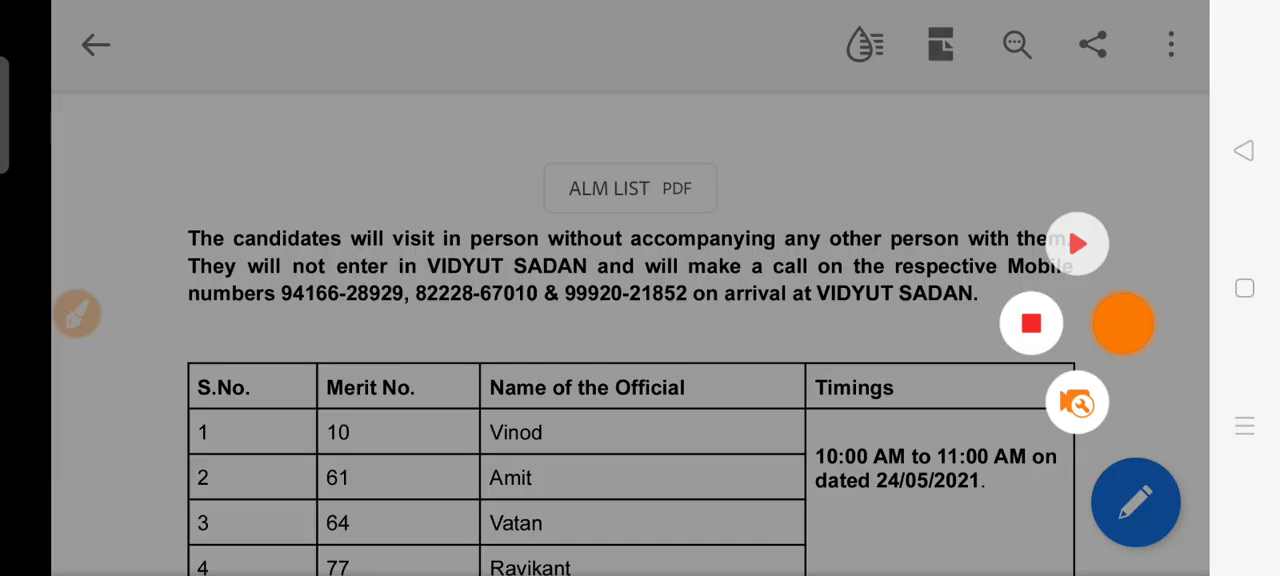 ALM LIST PDF
The candidates will visit in person without accompanying any other person with them.
They will not enter in VIDYUT SADAN and will make a call on the respective Mobile
numbers 94166-28929, 82228-67010 & 99920-21852 on arrival at VIDYUT SADAN.
S.No. Merit No. Name of the Official Timings
1 10 Vinod
10:00 AM to 11:00 AM on
dated 24/05/2021.
2 61 Amit
3 64 Vatan
4 77 Ravikant